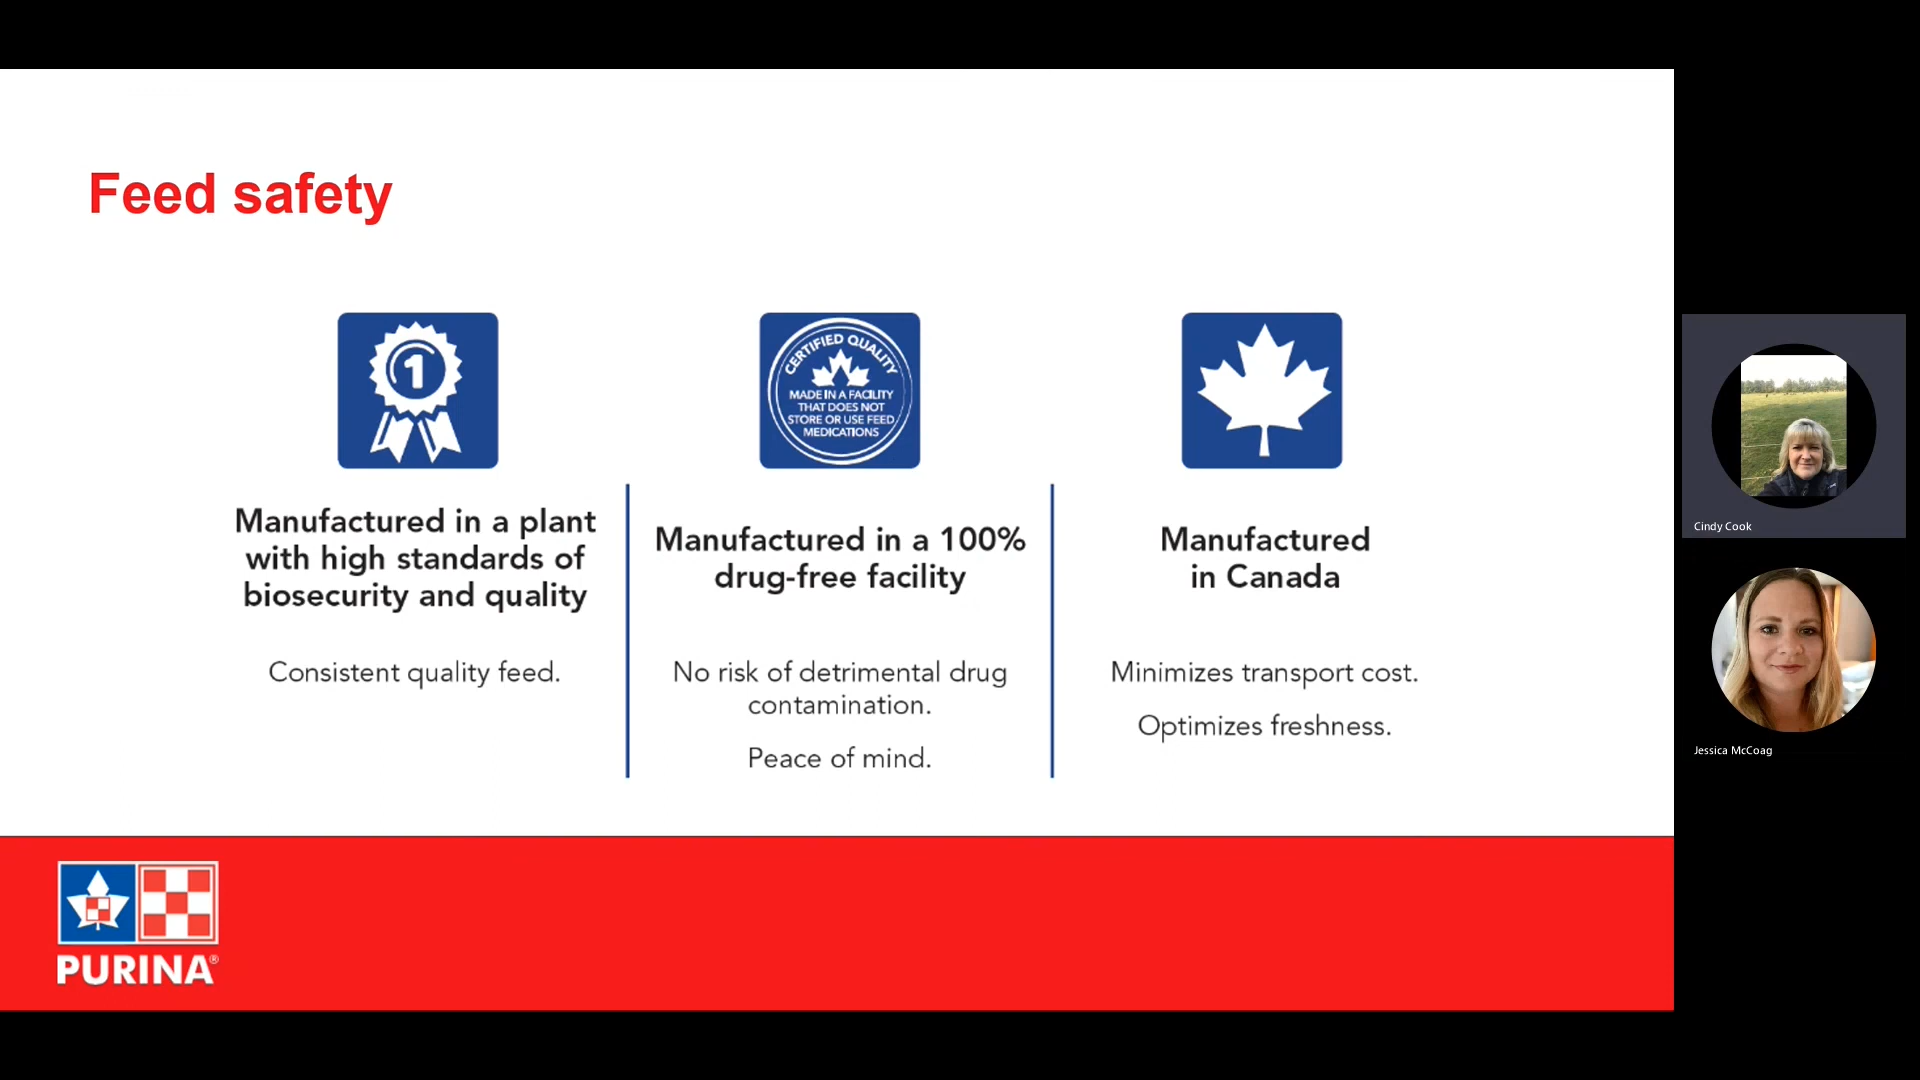 Feed safety
1
CERTIFIED QUALITY
MADE IN A FACILITY
THAT DOES NOT
STORE OR USE FEED
MEDICATIONS
Manufactured in a plant
with high standards of
biosecurity and quality
Consistent quality feed.
Manufactured in a 100%
drug-free facility
No risk of detrimental drug
contamination.
Peace of mind.
Manufactured
in Canada
Minimizes transport cost.
Optimizes freshness.
PURINA®
Cindy Cook
Jessica McCoag